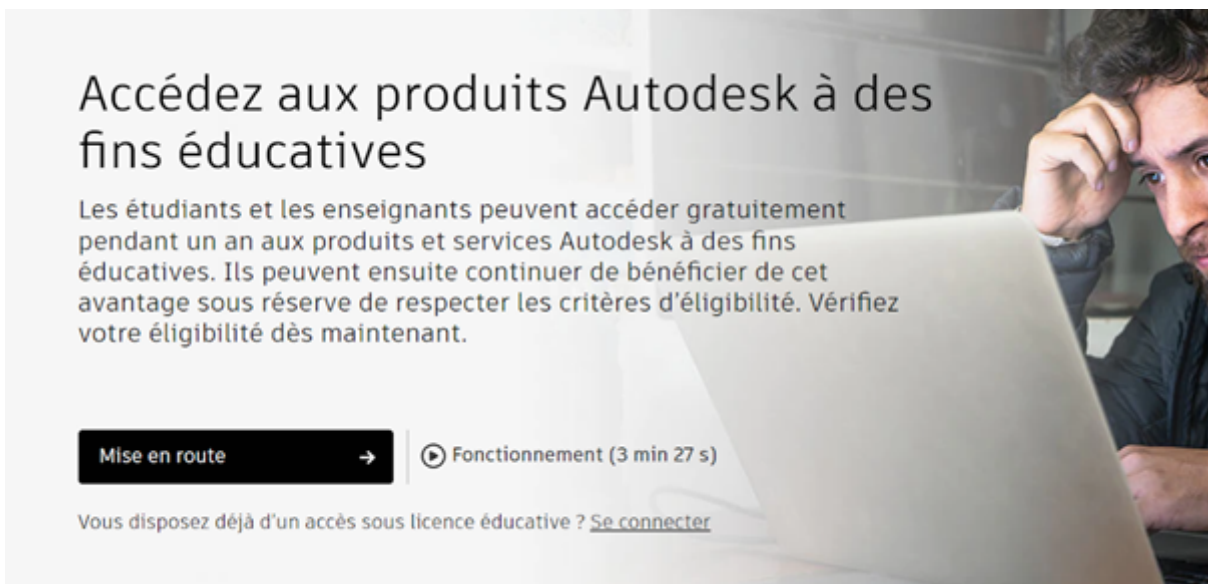 Accédez aux produits Autodesk à des
fins éducatives
Les étudiants et les enseignants peuvent accéder gratuitement
pendant un an aux produits et services Autodesk à des fins
éducatives. Ils peuvent ensuite continuer de bénéficier de cet
avantage sous réserve de respecter les critères d'éligibilité. Vérifiez
votre éligibilité dès maintenant.
Mise en route
Fonctionnement (3 min 27 s)
Vous disposez déjà d'un accès sous licence éducative ? Se connecter